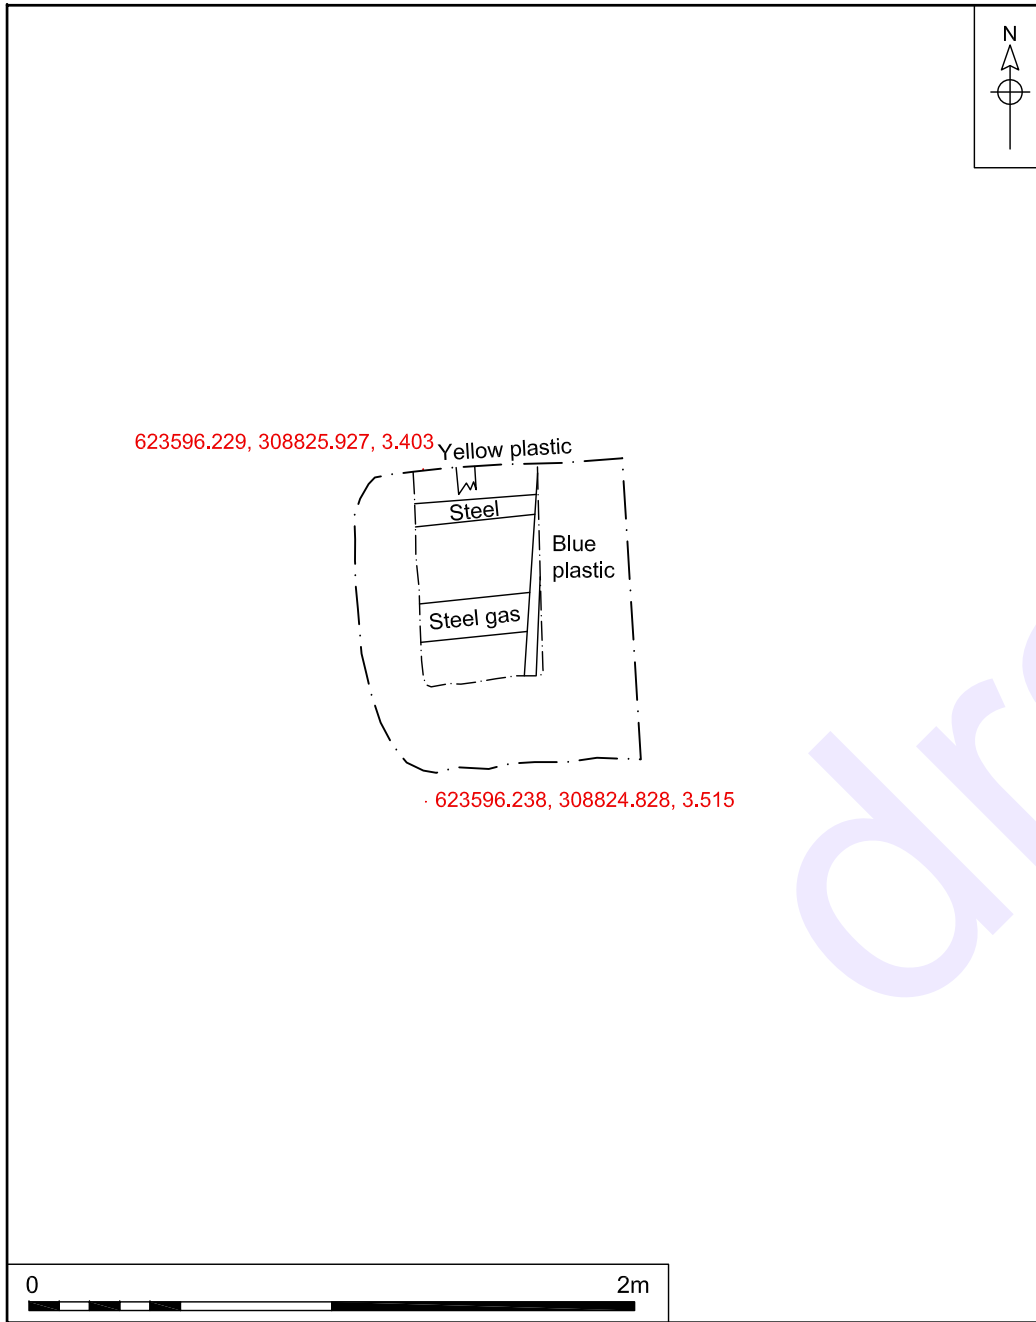 N
623596.229, 308825.927, 3.403
Yellow plastic
Steel
Blue
plastic
Steel gas
623596.238, 308824.828, 3.515
0 2m